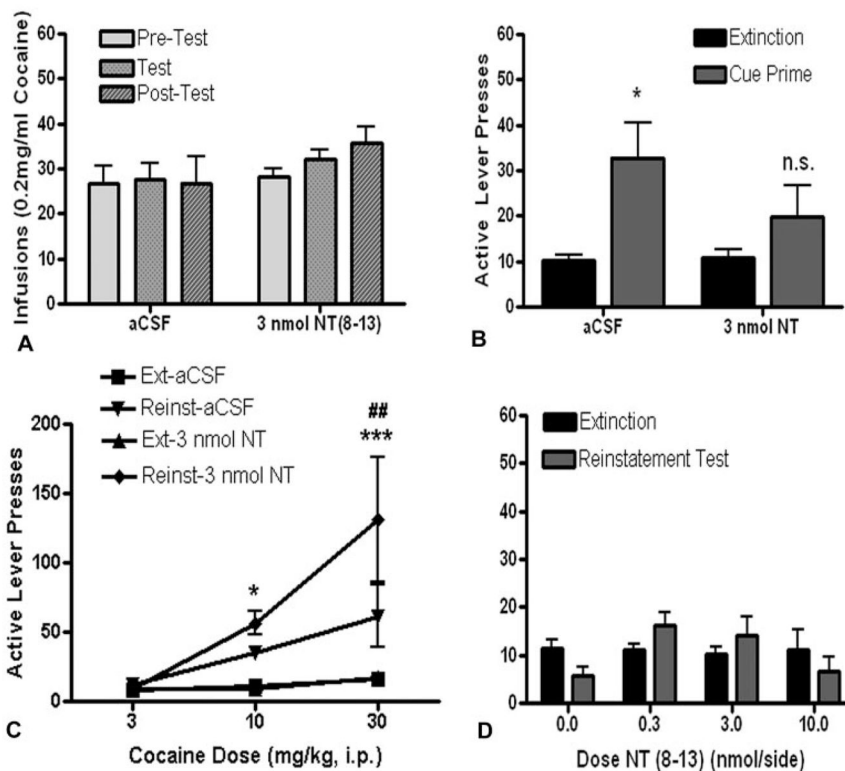 Infusions (0.2mg/ml Cocaine)
60
50
40
30
20
10
0
Pre-Test
Test
Post-Test
aCSF
3 nmol NT(8-13)
A
Active Lever Presses
60
50
40
30
20
10
0
Extinction
Cue Prime
*
n.s.
aCSF
3 nmol NT
B
Ext-aCSF
Reinst-aCSF
Ext-3 nmol NT
Reinst-3 nmol NT
Active Lever Presses
200
150
100
50
0
*
##
***
3
10
30
C
Cocaine Dose (mg/kg, i.p.)
60
50
40
30
20
10
0
Extinction
Reinstatement Test
0.0
0.3
3.0
10.0
D
Dose NT (8-13) (nmol/side)